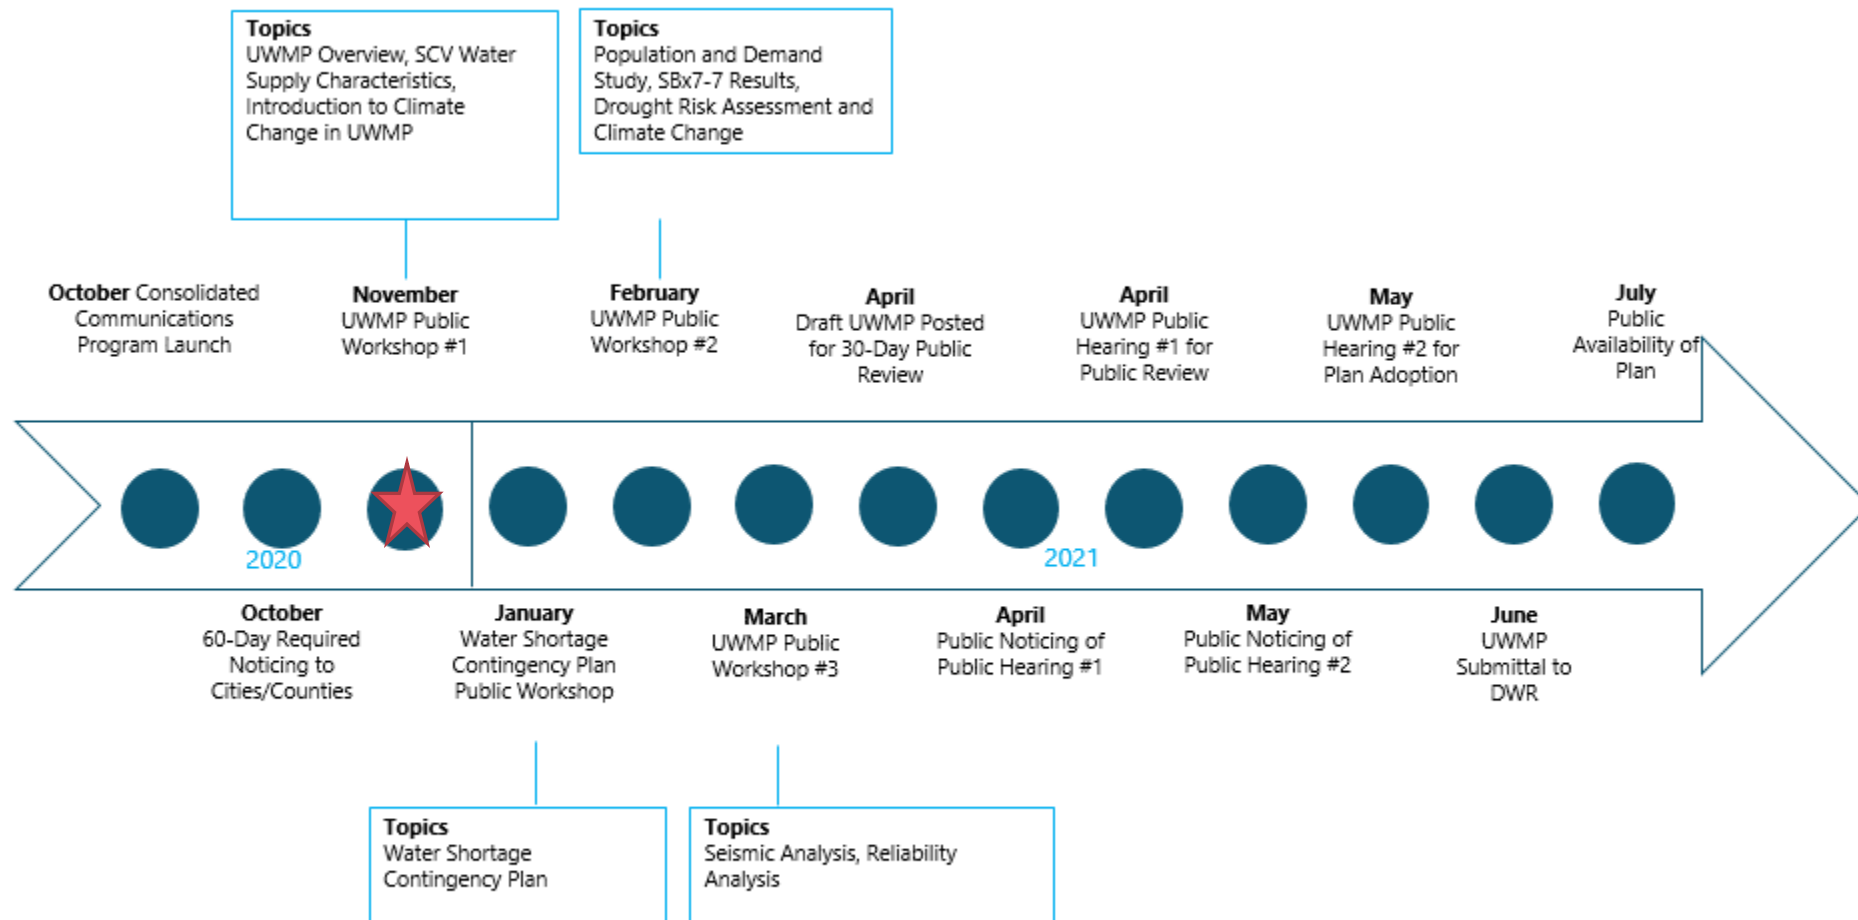 Topics
UWMP Overview, SCV Water
Supply Characteristics,
Introduction to Climate
Change in UWMP
Topics
Population and Demand
Study, SBx7-7 Results,
Drought Risk Assessment and
Climate Change
October Consolidated
Communications
Program Launch
November
UWMP Public
Workshop #1
February
UWMP Public
Workshop #2
April
Draft UWMP Posted
for 30-Day Public
Review
April
UWMP Public
Hearing #1 for
Public Review
May
UWMP Public
Hearing #2 for
Plan Adoption
July
Public
Availability of
Plan
2020
2021
October
60-Day Required
Noticing to
Cities/Counties
January
Water Shortage
Contingency Plan
Public Workshop
March
UWMP Public
Workshop #3
April
Public Noticing of
Public Hearing #1
May
Public Noticing of
Public Hearing #2
June
UWMP
Submittal to
DWR
Topics
Water Shortage
Contingency Plan
Topics
Seismic Analysis, Reliability
Analysis